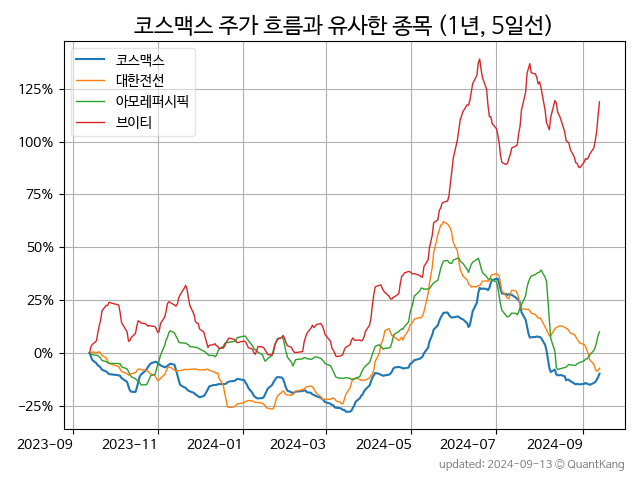 코스맥스 주가 흐름과 유사한 종목 (1년, 5일선)
코스맥스
대한전선
아모레퍼시픽
브이티
125%
100%
75%
50%
25%
0%
−25%
2023-09 2023-11 2024-01 2024-03 2024-05 2024-07 2024-09
updated: 2024-09-13 © QuantKang